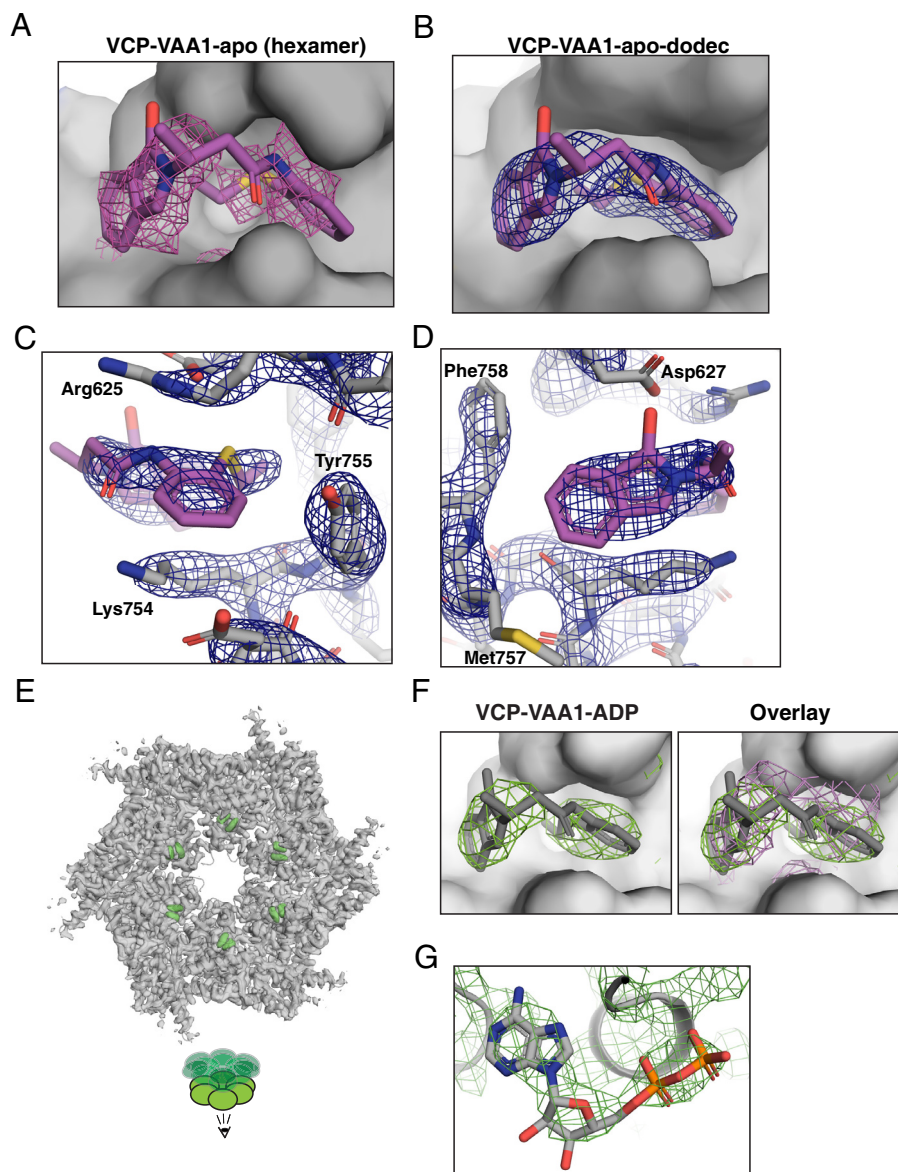 A
VCP-VAA1-apo (hexamer)
B
VCP-VAA1-apo-dodec
C
Arg625
Tyr755
Lys754
D
Phe758
Asp627
Met757
E
F
VCP-VAA1-ADP
Overlay
G